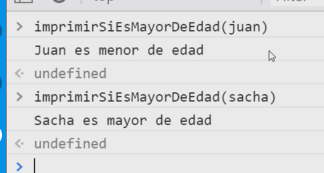 > imprimirSiEsMayorDeEdad(juan)
Juan es menor de edad
<· undefined
> imprimirSiEsMayorDeEdad(sacha)
Sacha es mayor de edad
<· undefined
>